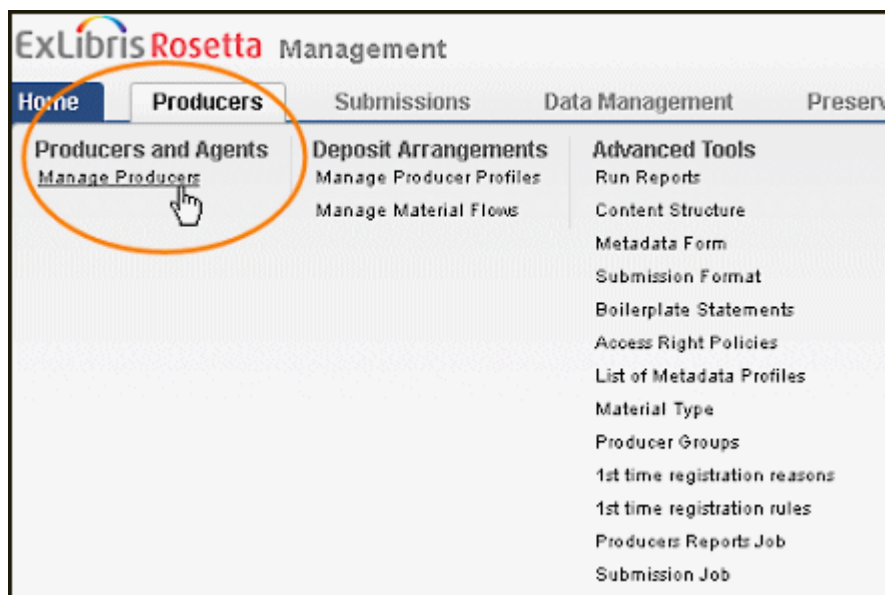 ExLibris Rosetta Management
Home Producers Submissions Data Management Preserv
Producers and Agents
Manage Producers
Deposit Arrangements
Manage Producer Profiles
Manage Material Flows
Advanced Tools
Run Reports
Content Structure
Metadata Form
Submission Format
Boilerplate Statements
Access Right Policies
List of Metadata Profiles
Material Type
Producer Groups
1st time registration reasons
1st time registration rules
Producers Reports Job
Submission Job